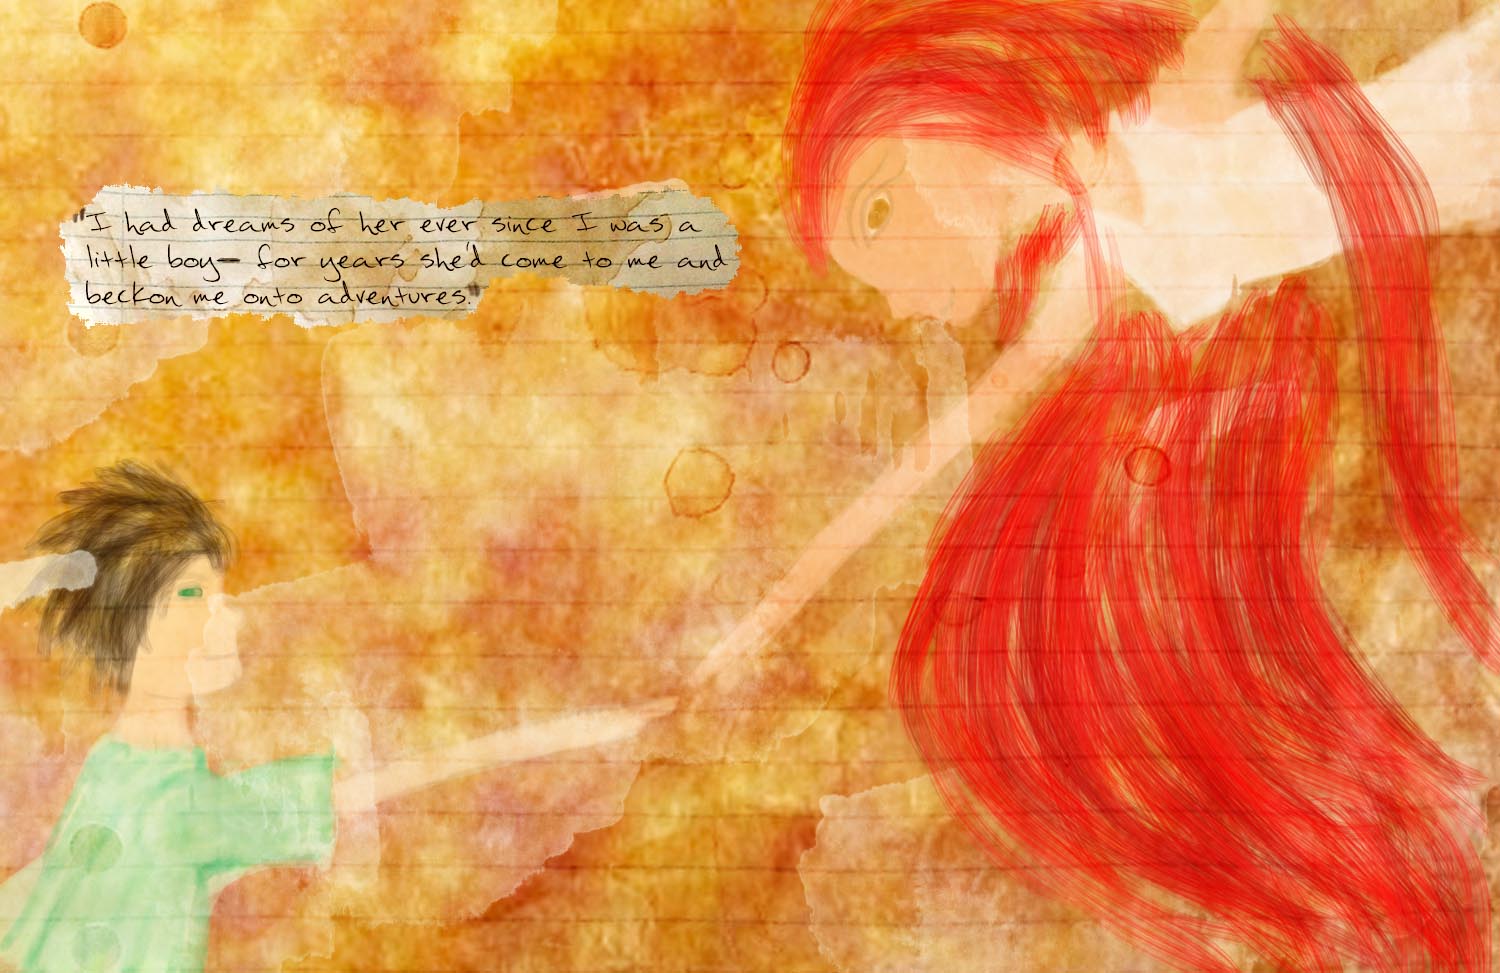 "I had dreams of her ever since I was a
little boy— for years she'd come to me and
beckon me onto adventures."